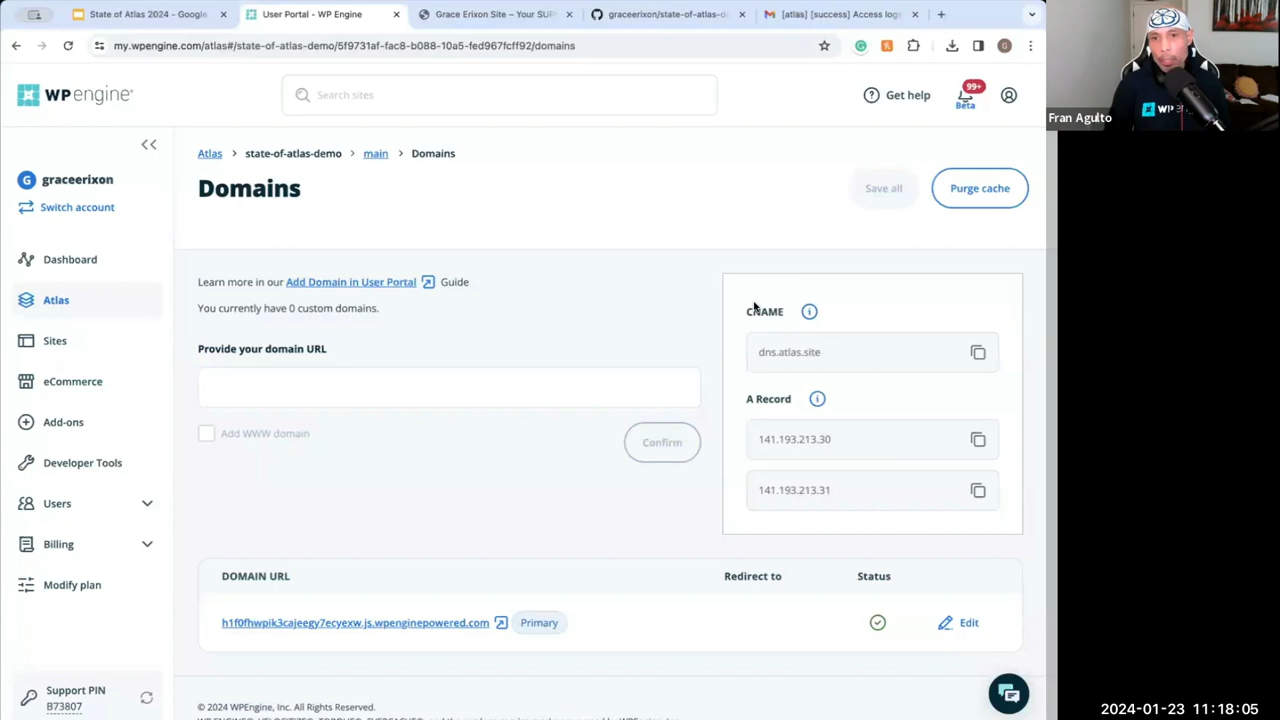 State of Atlas 2024 - Google
User Portal - WP Engine
Grace Erixon Site – Your SUP
graceerixon/state-of-atlas-d
[atlas] [success] Access logs
my.wpengine.com/atlas#/state-of-atlas-demo/5f9731af-fac8-b088-10a5-fed967fcff92/domains
G
WPengine
Search sites
Get help
99+
Beta
Fran Agulto
WP
G graceerixon
Switch account
Dashboard
Atlas
Sites
eCommerce
Add-ons
Developer Tools
Users
Billing
Modify plan
Support PIN
B73807
Atlas > state-of-atlas-demo > main > Domains
Domains
Save all
Purge cache
Learn more in our Add Domain in User Portal Guide
You currently have 0 custom domains.
Provide your domain URL
Add WWW domain
Confirm
CNAME
dns.atlas.site
A Record
141.193.213.30
141.193.213.31
DOMAIN URL Redirect to Status
h1f0fhwpik3cajeegy7ecyexw.js.wpenginepowered.com Primary Edit
© 2024 WPEngine, Inc. All Rights Reserved.
2024-01-23 11:18:05